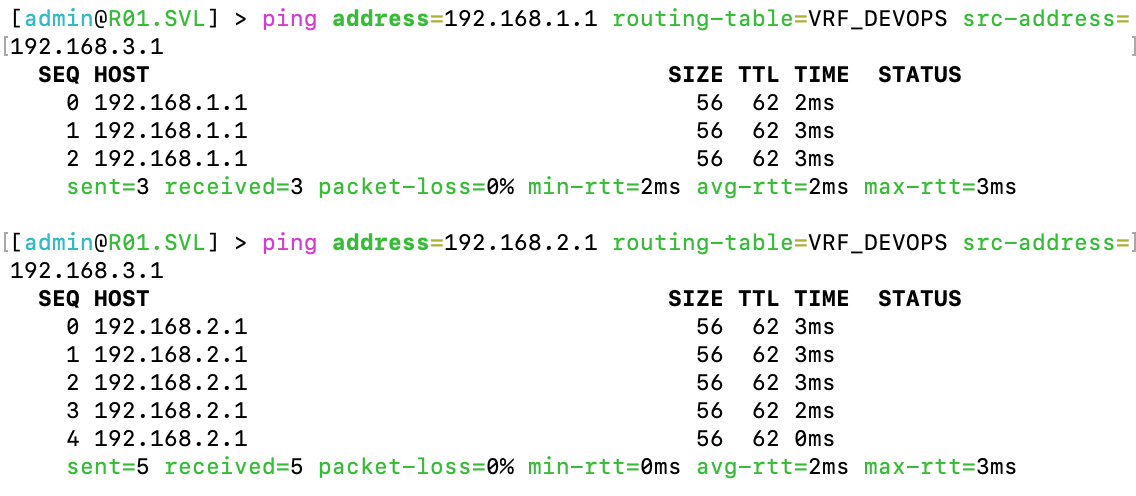 [admin@R01.SVL] > ping address=192.168.1.1 routing-table=VRF_DEVOPS src-address=
[192.168.3.1 ]
SEQ HOST SIZE TTL TIME STATUS
0 192.168.1.1 56 62 2ms
1 192.168.1.1 56 62 3ms
2 192.168.1.1 56 62 3ms
sent=3 received=3 packet-loss=0% min-rtt=2ms avg-rtt=2ms max-rtt=3ms
[[admin@R01.SVL] > ping address=192.168.2.1 routing-table=VRF_DEVOPS src-address=]
192.168.3.1
SEQ HOST SIZE TTL TIME STATUS
0 192.168.2.1 56 62 3ms
1 192.168.2.1 56 62 3ms
2 192.168.2.1 56 62 3ms
3 192.168.2.1 56 62 2ms
4 192.168.2.1 56 62 0ms
sent=5 received=5 packet-loss=0% min-rtt=0ms avg-rtt=2ms max-rtt=3ms